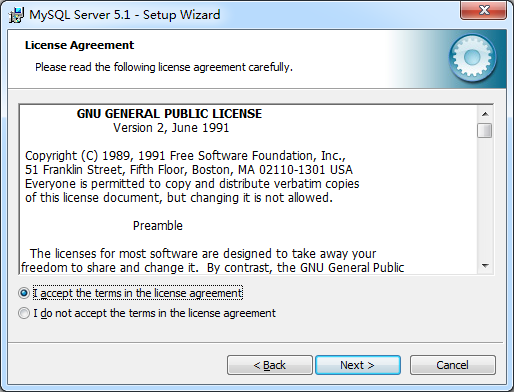 MySQL Server 5.1 - Setup Wizard
License Agreement
Please read the following license agreement carefully.
GNU GENERAL PUBLIC LICENSE
Version 2, June 1991
Copyright (C) 1989, 1991 Free Software Foundation, Inc.,
51 Franklin Street, Fifth Floor, Boston, MA 02110-1301 USA
Everyone is permitted to copy and distribute verbatim copies
of this license document, but changing it is not allowed.
Preamble
The licenses for most software are designed to take away your
freedom to share and change it. By contrast, the GNU General Public
I accept the terms in the license agreement
I do not accept the terms in the license agreement
< Back
Next >
Cancel